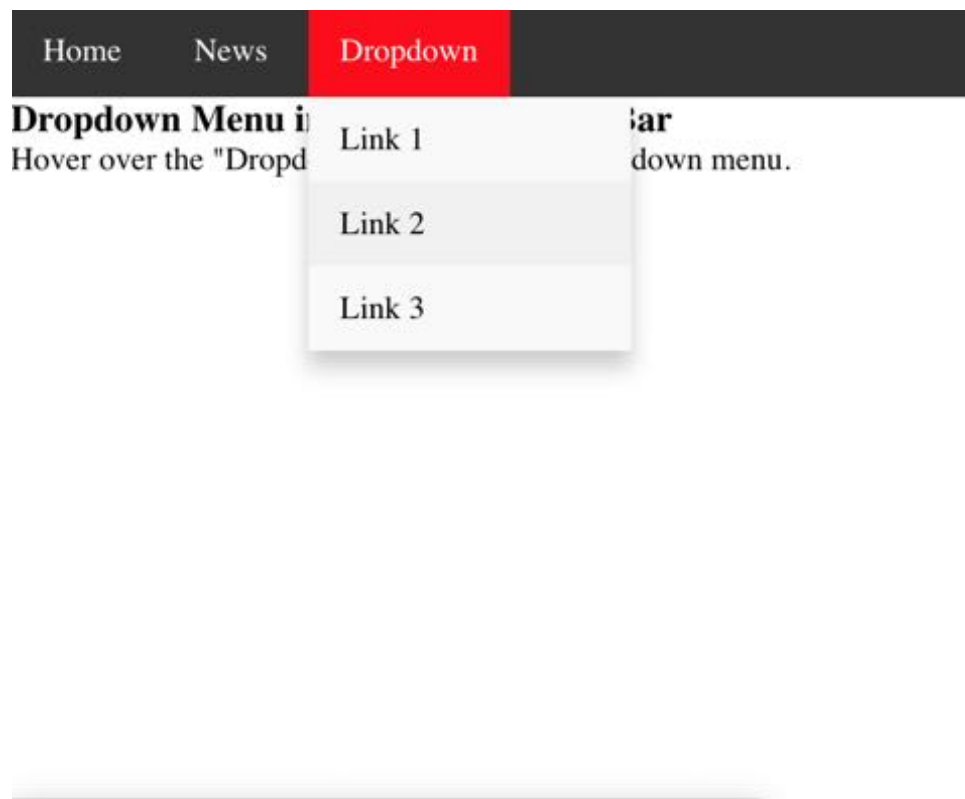 Home News Dropdown
Dropdown Menu i ar
Hover over the "Dropd down menu.
Link 1
Link 2
Link 3